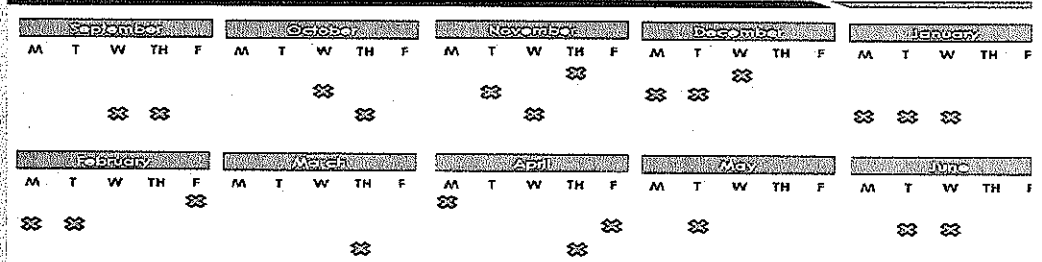 September October November December January
M T W TH F M T W TH F M T W TH F M T W TH F M T W TH F
February March April May June
M T W TH F M T W TH F M T W TH F M T W TH F M T W TH F